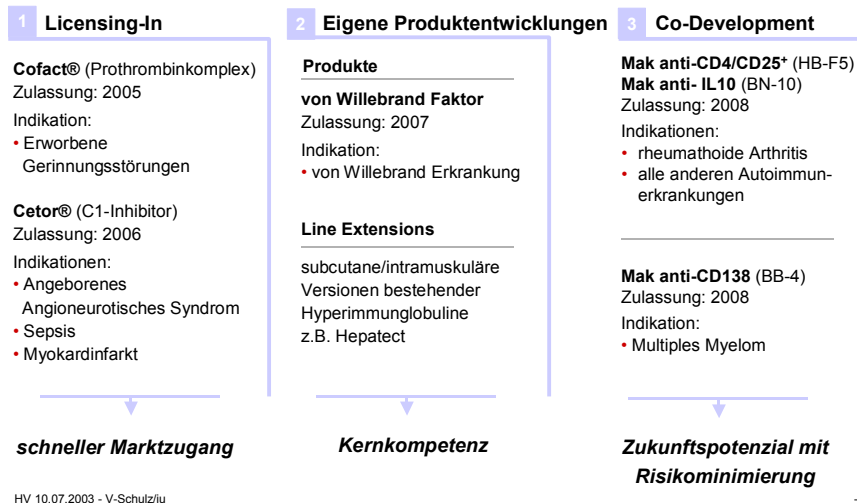 1 Licensing-In
Cofact® (Prothrombinkomplex)
Zulassung: 2005
Indikation:
• Erworbene
Gerinnungsstörungen
Cetor® (C1-Inhibitor)
Zulassung: 2006
Indikationen:
• Angeborenes
Angioneurotisches Syndrom
• Sepsis
• Myokardinfarkt
schneller Marktzugang
2 Eigene Produktentwicklungen
Produkte
von Willebrand Faktor
Zulassung: 2007
Indikation:
• von Willebrand Erkrankung
Line Extensions
subcutane/intramuskuläre
Versionen bestehender
Hyperimmunglobuline
z.B. Hepatect
Kernkompetenz
3 Co-Development
Mak anti-CD4/CD25⁺ (HB-F5)
Mak anti- IL10 (BN-10)
Zulassung: 2008
Indikationen:
• rheumathoide Arthritis
• alle anderen Autoimmun-
erkrankungen
Mak anti-CD138 (BB-4)
Zulassung: 2008
Indikation:
• Multiples Myelom
Zukunftspotenzial mit
Risikominimierung
HV 10.07.2003 - V-Schulz/ju